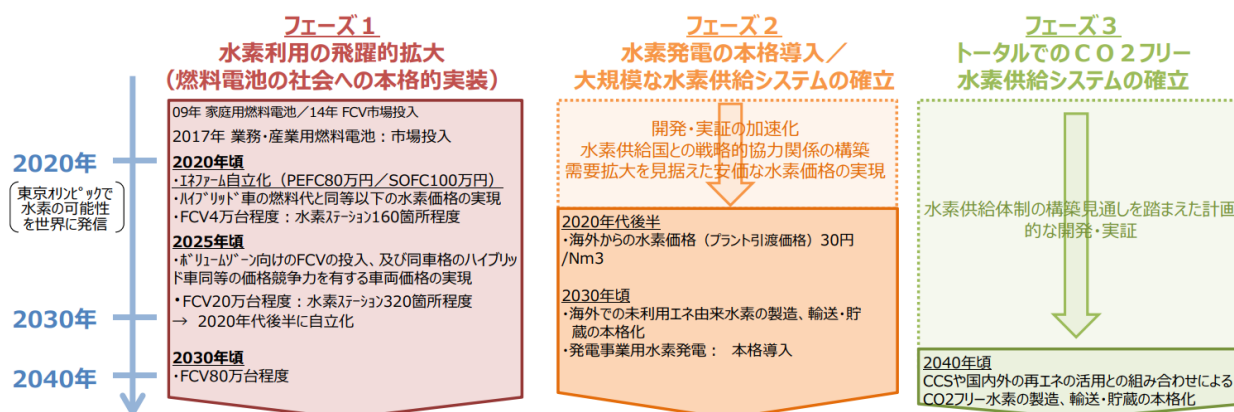 フェーズ１
水素利用の飛躍的拡大
（燃料電池の社会への本格的実装）
09年 家庭用燃料電池／14年 FCV市場投入
2017年 業務・産業用燃料電池：市場投入
2020年頃
・ｴﾈﾌｧｰﾑ自立化（PEFC80万円／SOFC100万円）
・ﾊｲﾌﾞﾘｯﾄﾞ車の燃料代と同等以下の水素価格の実現
・FCV4万台程度：水素ｽﾃｰｼｮﾝ160箇所程度
2025年頃
・ﾎﾞﾘｭｰﾑｿﾞｰﾝ向けのFCVの投入、及び同車格のハイブリッ
ド車同等の価格競争力を有する車両価格の実現
・FCV20万台程度：水素ｽﾃｰｼｮﾝ320箇所程度
→ 2020年代後半に自立化
2030年頃
・FCV80万台程度
フェーズ２
水素発電の本格導入／
大規模な水素供給システムの確立
開発・実証の加速化
水素供給国との戦略的協力関係の構築
需要拡大を見据えた安価な水素価格の実現
2020年代後半
・海外からの水素価格（プラント引渡価格）30円
/Nm3
2030年頃
・海外での未利用エネ由来水素の製造、輸送・貯
蔵の本格化
・発電事業用水素発電： 本格導入
フェーズ３
トータルでのＣＯ２フリー
水素供給システムの確立
水素供給体制の構築見通しを踏まえた計画
的な開発・実証
2040年頃
CCSや国内外の再エネの活用との組み合わせによる
CO2フリー水素の製造、輸送・貯蔵の本格化
2020年
東京ｵﾘﾝﾋﾟｯｸで
水素の可能性
を世界に発信
2030年
2040年